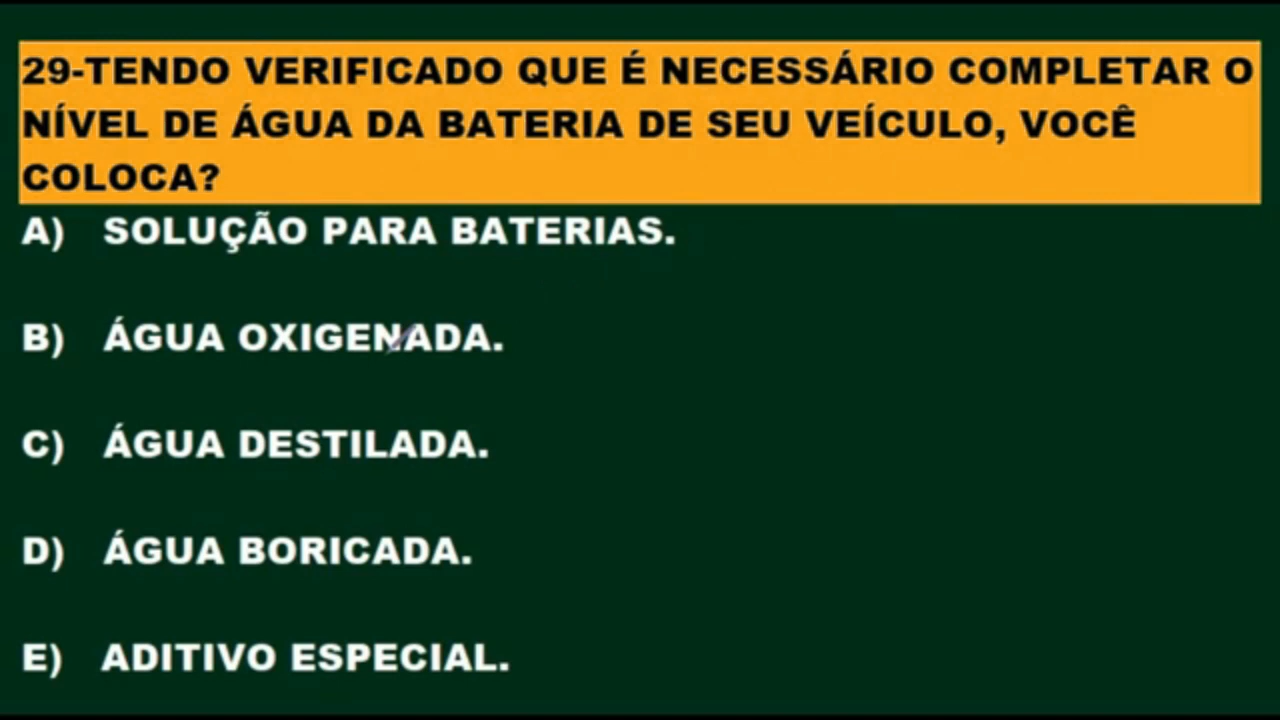 29-TENDO VERIFICADO QUE É NECESSÁRIO COMPLETAR O
NÍVEL DE ÁGUA DA BATERIA DE SEU VEÍCULO, VOCÊ
COLOCA?
A) SOLUÇÃO PARA BATERIAS.
B) ÁGUA OXIGENADA.
C) ÁGUA DESTILADA.
D) ÁGUA BORICADA.
E) ADITIVO ESPECIAL.